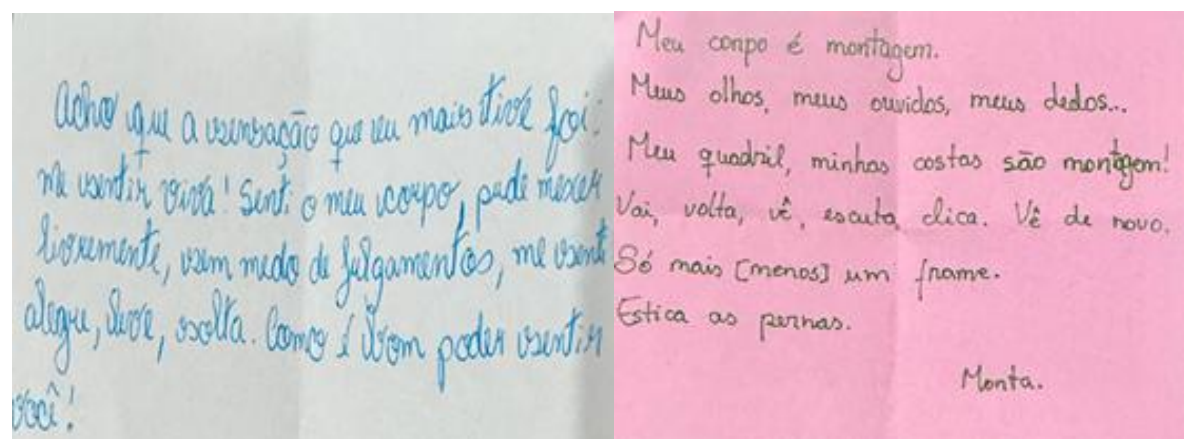 Acho que a sensação que eu mais tive foi:
me sentir viva! Senti o meu corpo, pude mexer
livremente, sem medo de julgamentos, me senti
alegre, leve, solta. Como é bom poder sentir
você!
Meu corpo é montagem.
Meus olhos, meus ouvidos, meus dedos...
Meu quadril, minhas costas são montagem!
Vai, volta, vê, escuta, clica. Vê de novo.
Só mais [menos] um frame.
Estica as pernas.
Monta.